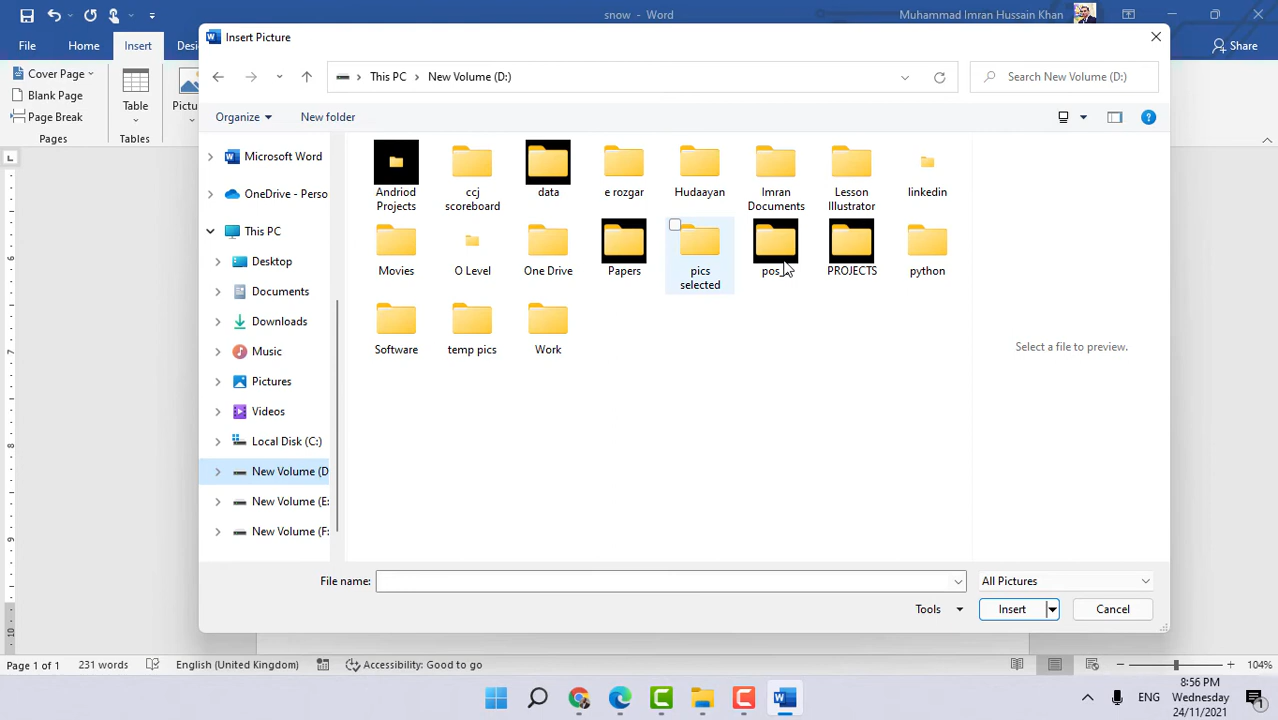 snow - Word
Muhammad Imran Hussain Khan
File
Home
Insert
Share
Cover Page
Blank Page
Page Break
Pages
Table
Tables
Insert Picture
This PC
New Volume (D:)
Search New Volume (D:)
Organize
New folder
Microsoft Word
OneDrive - Perso
This PC
Desktop
Documents
Downloads
Music
Pictures
Videos
Local Disk (C:)
New Volume (D
New Volume (E:
New Volume (F:
Andriod
Projects
ccj
scoreboard
data
e rozgar
Hudaayan
Imran
Documents
Lesson
Illustrator
linkedin
Movies
O Level
One Drive
Papers
pics
selected
PROJECTS
python
Software
temp pics
Work
Select a file to preview.
File name:
All Pictures
Tools
Insert
Cancel
Page 1 of 1
231 words
English (United Kingdom)
Accessibility: Good to go
104%
ENG
8:56 PM
Wednesday
24/11/2021